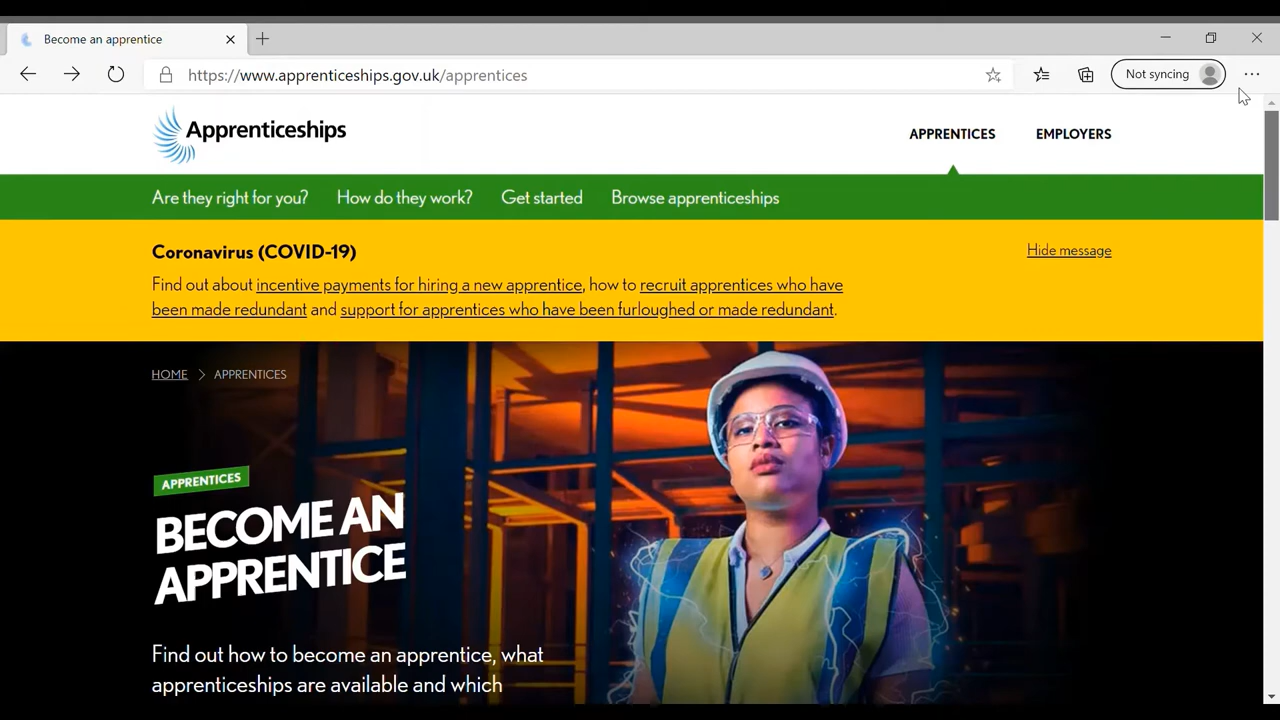 Become an apprentice
https://www.apprenticeships.gov.uk/apprentices
Not syncing
Apprenticeships
APPRENTICES
EMPLOYERS
Are they right for you?
How do they work?
Get started
Browse apprenticeships
Coronavirus (COVID-19)
Hide message
Find out about incentive payments for hiring a new apprentice, how to recruit apprentices who have
been made redundant and support for apprentices who have been furloughed or made redundant.
HOME
APPRENTICES
APPRENTICES
BECOME AN
APPRENTICE
Find out how to become an apprentice, what
apprenticeships are available and which